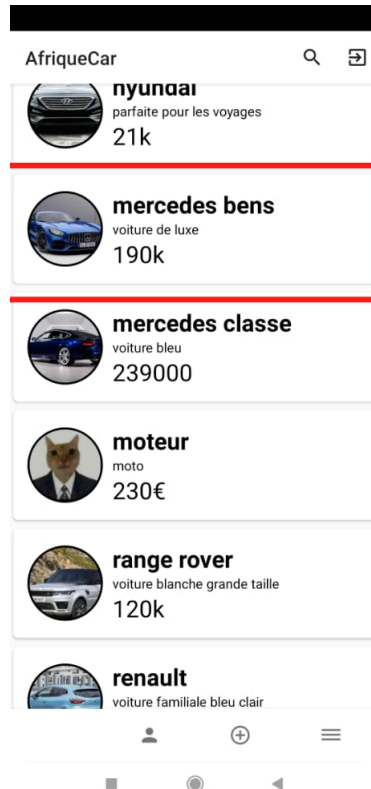 AfriqueCar
hyundai
parfaite pour les voyages
21k
mercedes bens
voiture de luxe
190k
mercedes classe
voiture bleu
239000
moteur
moto
230€
range rover
voiture blanche grande taille
120k
renault
voiture familiale bleu clair